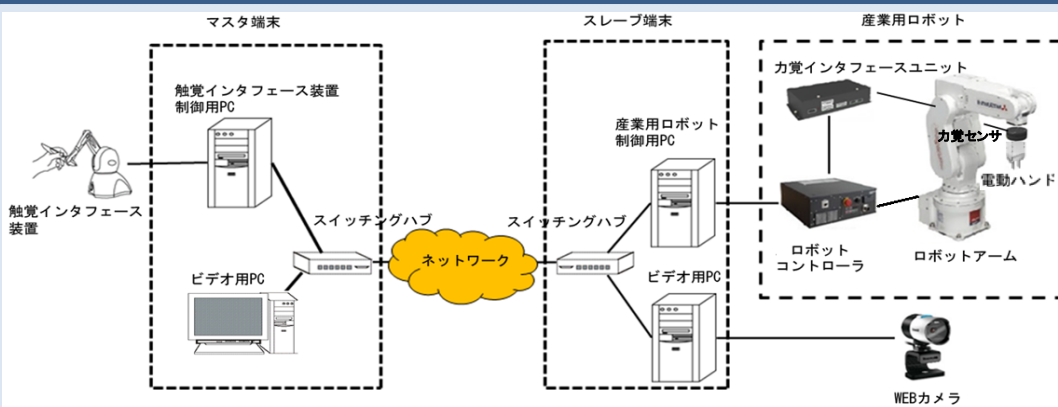 マスタ端末
スレーブ端末
産業用ロボット
触覚インタフェース装置
制御用PC
触覚インタフェース
装置
スイッチングハブ
ビデオ用PC
ネットワーク
スイッチングハブ
産業用ロボット
制御用PC
ビデオ用PC
力覚インタフェースユニット
力覚センサ
電動ハンド
ロボット
コントローラ
ロボットアーム
WEBカメラ